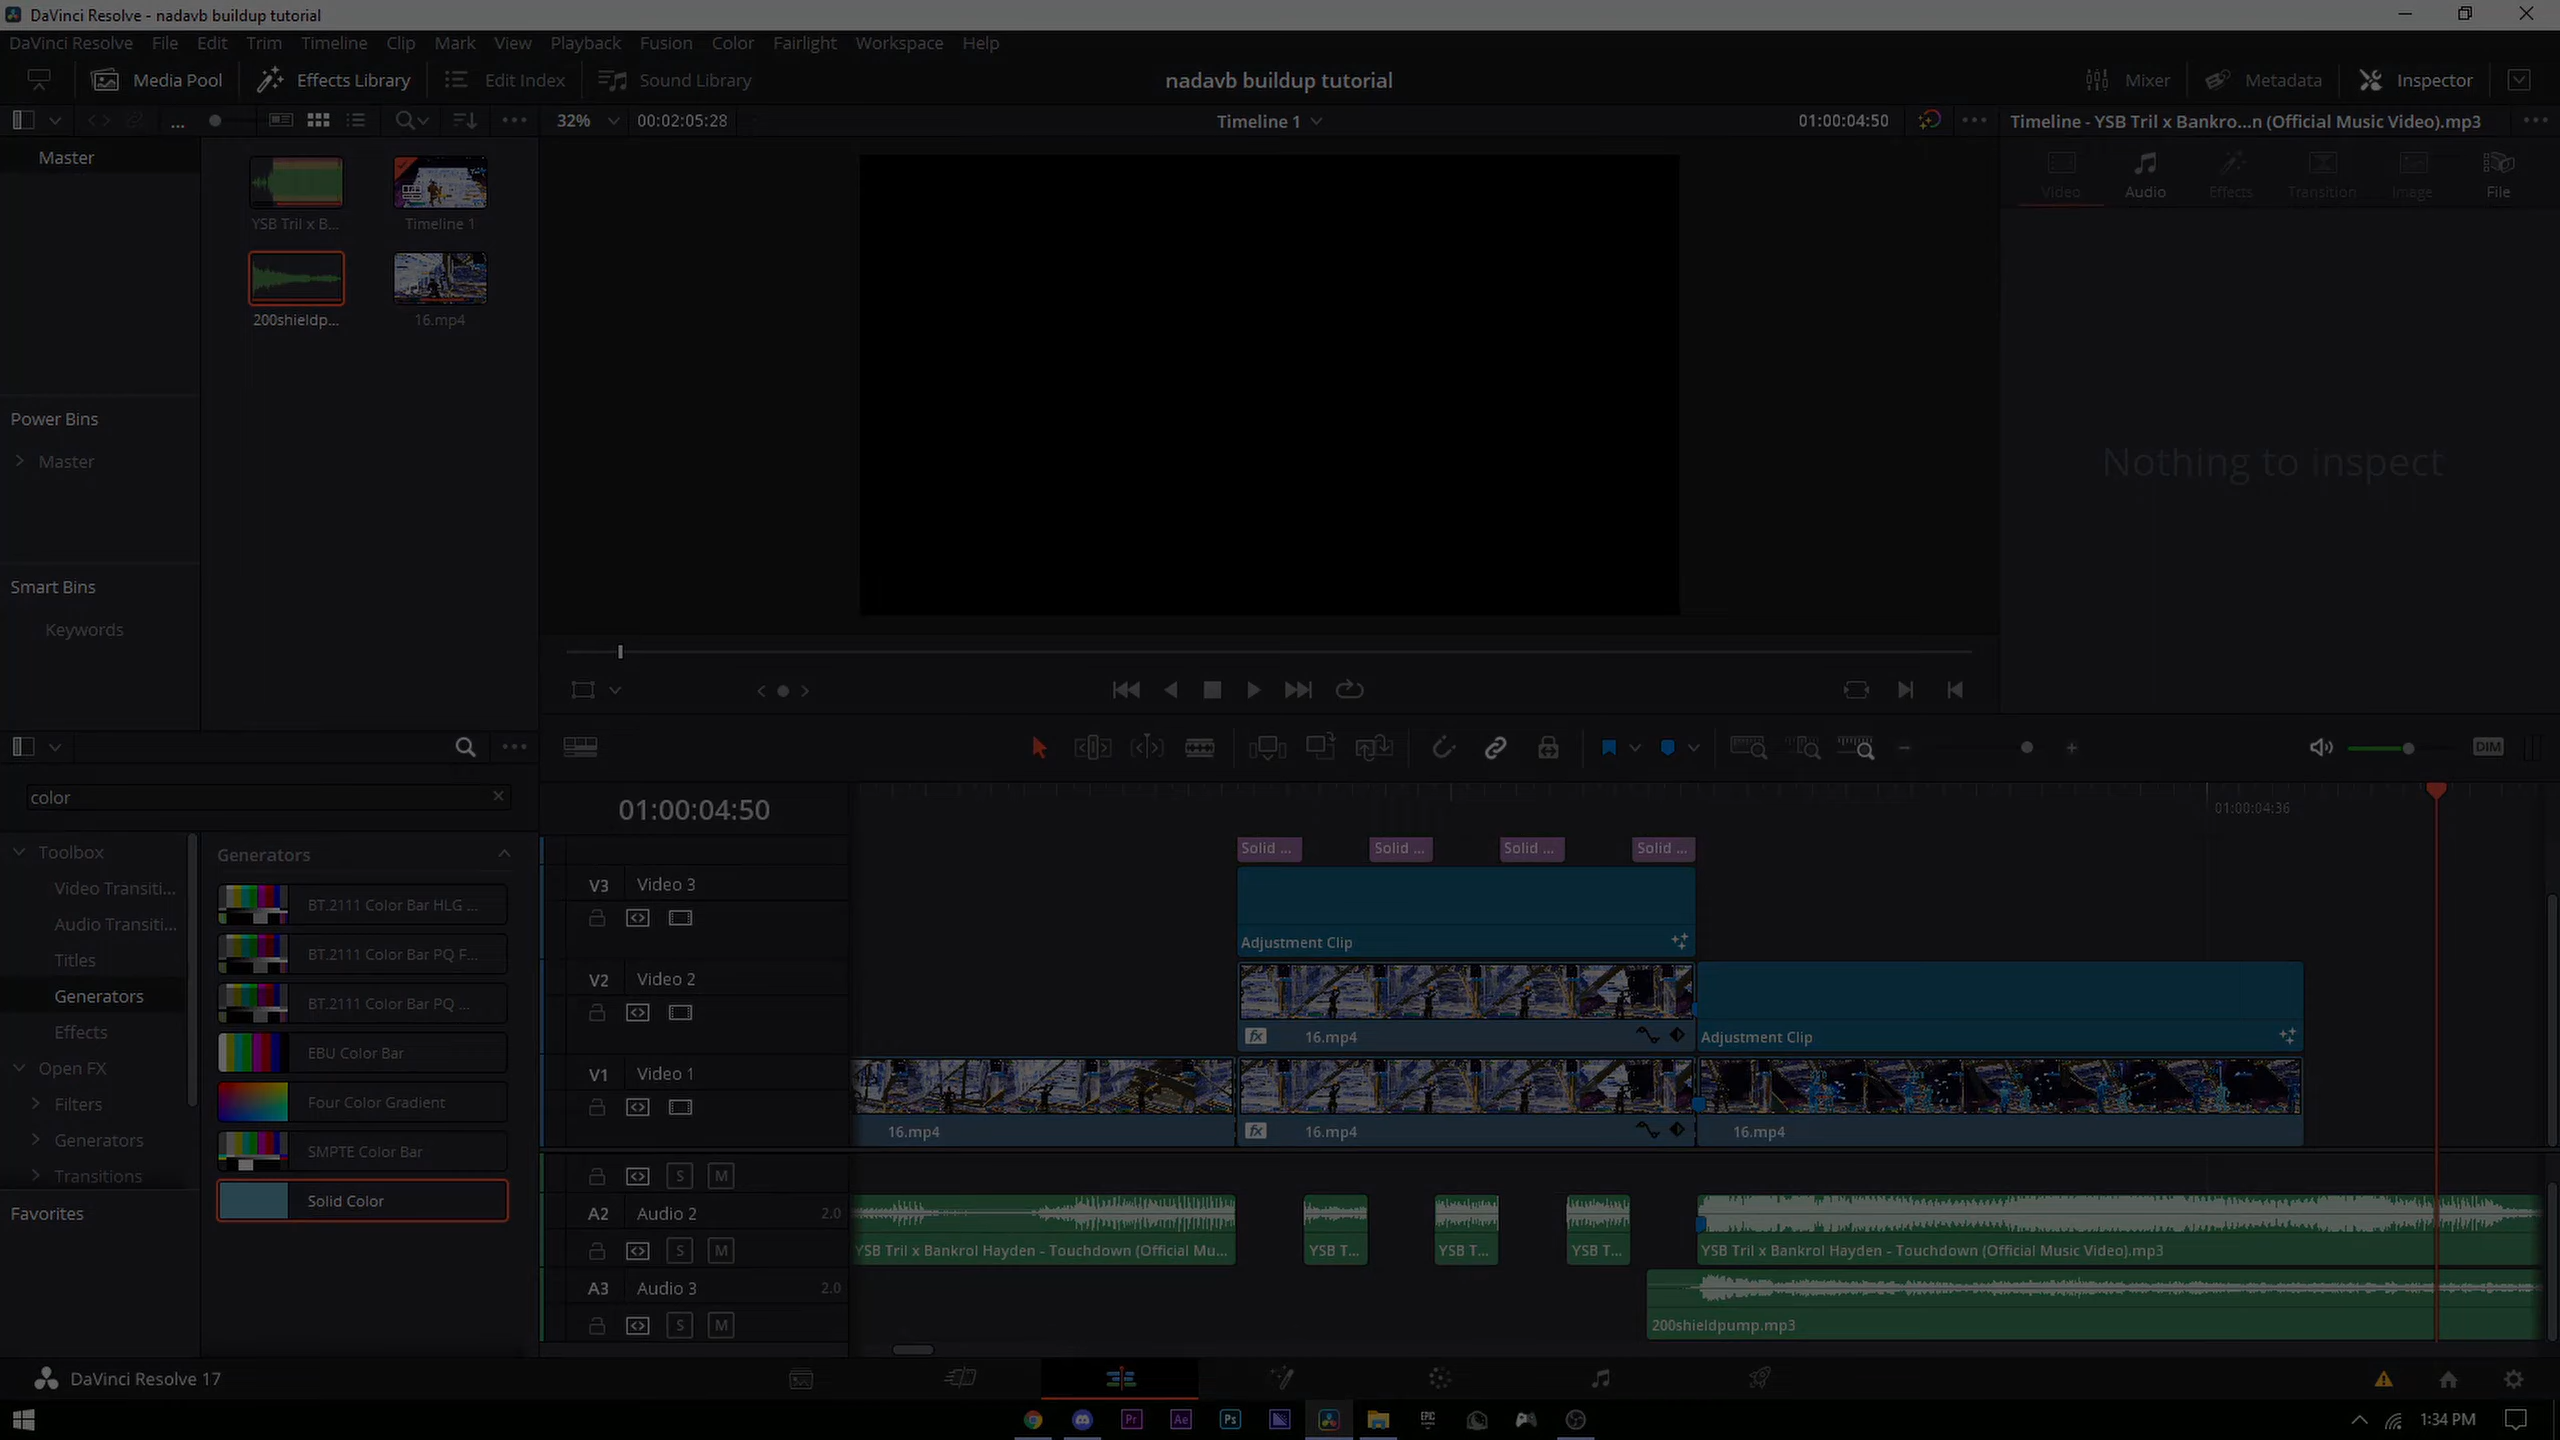 DaVinci Resolve - nadavb buildup tutorial
DaVinci Resolve File Edit Trim Timeline Clip Mark View Playback Fusion Color Fairlight Workspace Help
Media Pool Effects Library Edit Index Sound Library nadavb buildup tutorial Mixer Metadata Inspector
... 32% 00:02:05:28 Timeline 1 01:00:04:50 Timeline - YSB Tril x Bankro...n (Official Music Video).mp3
Master
Video Audio Effects Transition Image File
YSB Tril x B... Timeline 1
200shieldp... 16.mp4
Power Bins
Master
Nothing to inspect
Smart Bins
Keywords
DIM
color
01:00:04:50
01:00:04:36
Toolbox
Video Transiti...
Audio Transiti...
Titles
Generators
Effects
Open FX
Filters
Generators
Transitions
Favorites
Generators
BT.2111 Color Bar HLG ...
BT.2111 Color Bar PQ F...
BT.2111 Color Bar PQ ...
EBU Color Bar
Four Color Gradient
SMPTE Color Bar
Solid Color
Solid ... Solid ... Solid ... Solid ...
V3 Video 3
Adjustment Clip
V2 Video 2
fx 16.mp4 Adjustment Clip
V1 Video 1
16.mp4 fx 16.mp4 16.mp4
S M
A2 Audio 2 2.0
S M YSB Tril x Bankrol Hayden - Touchdown (Official Mu... YSB T... YSB T... YSB T... YSB Tril x Bankrol Hayden - Touchdown (Official Music Video).mp3
A3 Audio 3 2.0
S M 200shieldpump.mp3
DaVinci Resolve 17
Pr Ae Ps EPIC 1:34 PM